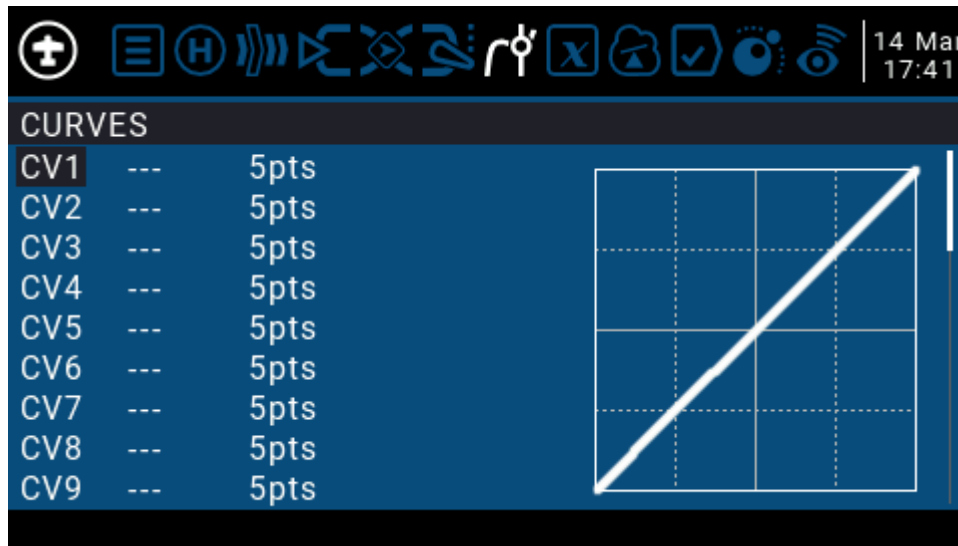 14 Mar
17:41
CURVES
CV1 --- 5pts
CV2 --- 5pts
CV3 --- 5pts
CV4 --- 5pts
CV5 --- 5pts
CV6 --- 5pts
CV7 --- 5pts
CV8 --- 5pts
CV9 --- 5pts